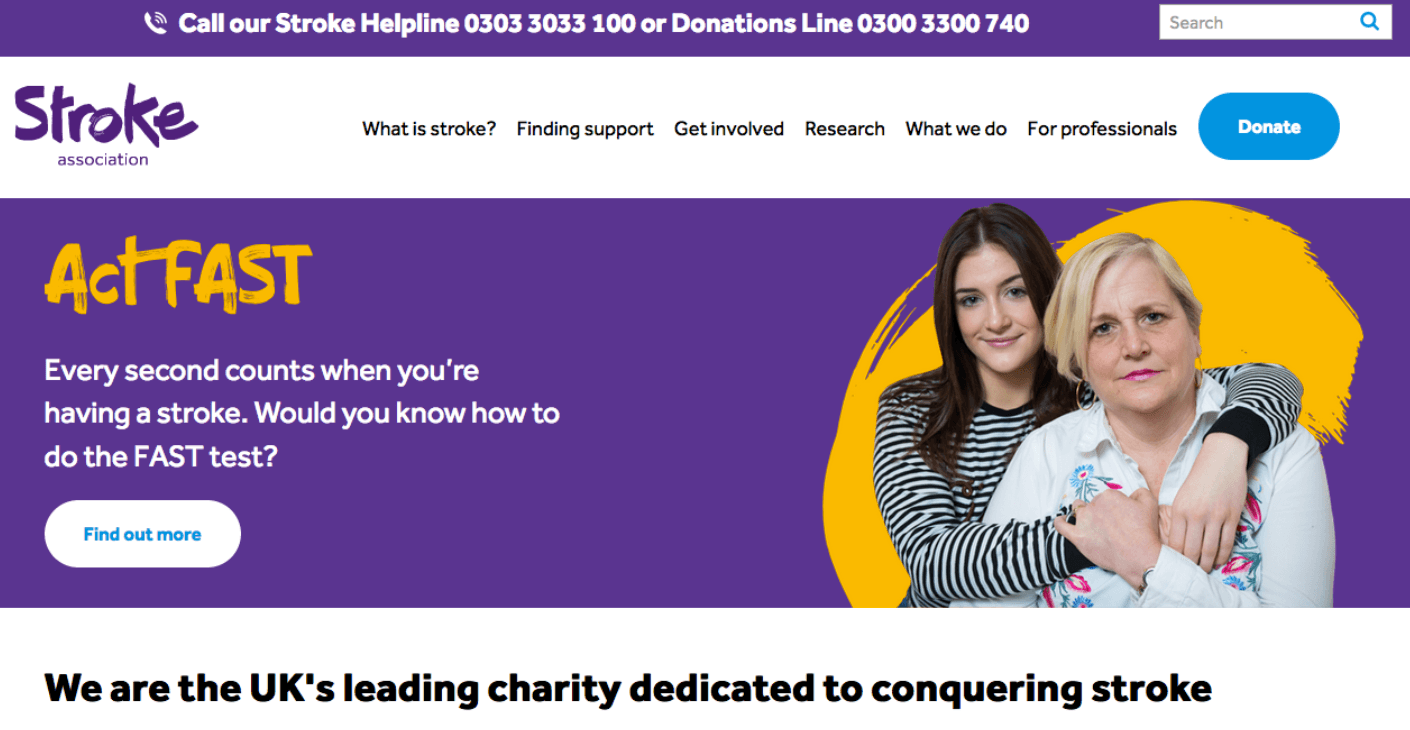 Call our Stroke Helpline 0303 3033 100 or Donations Line 0300 3300 740
Search
Stroke
association
What is stroke? Finding support Get involved Research What we do For professionals Donate
Act FAST
Every second counts when you're
having a stroke. Would you know how to
do the FAST test?
Find out more
We are the UK's leading charity dedicated to conquering stroke